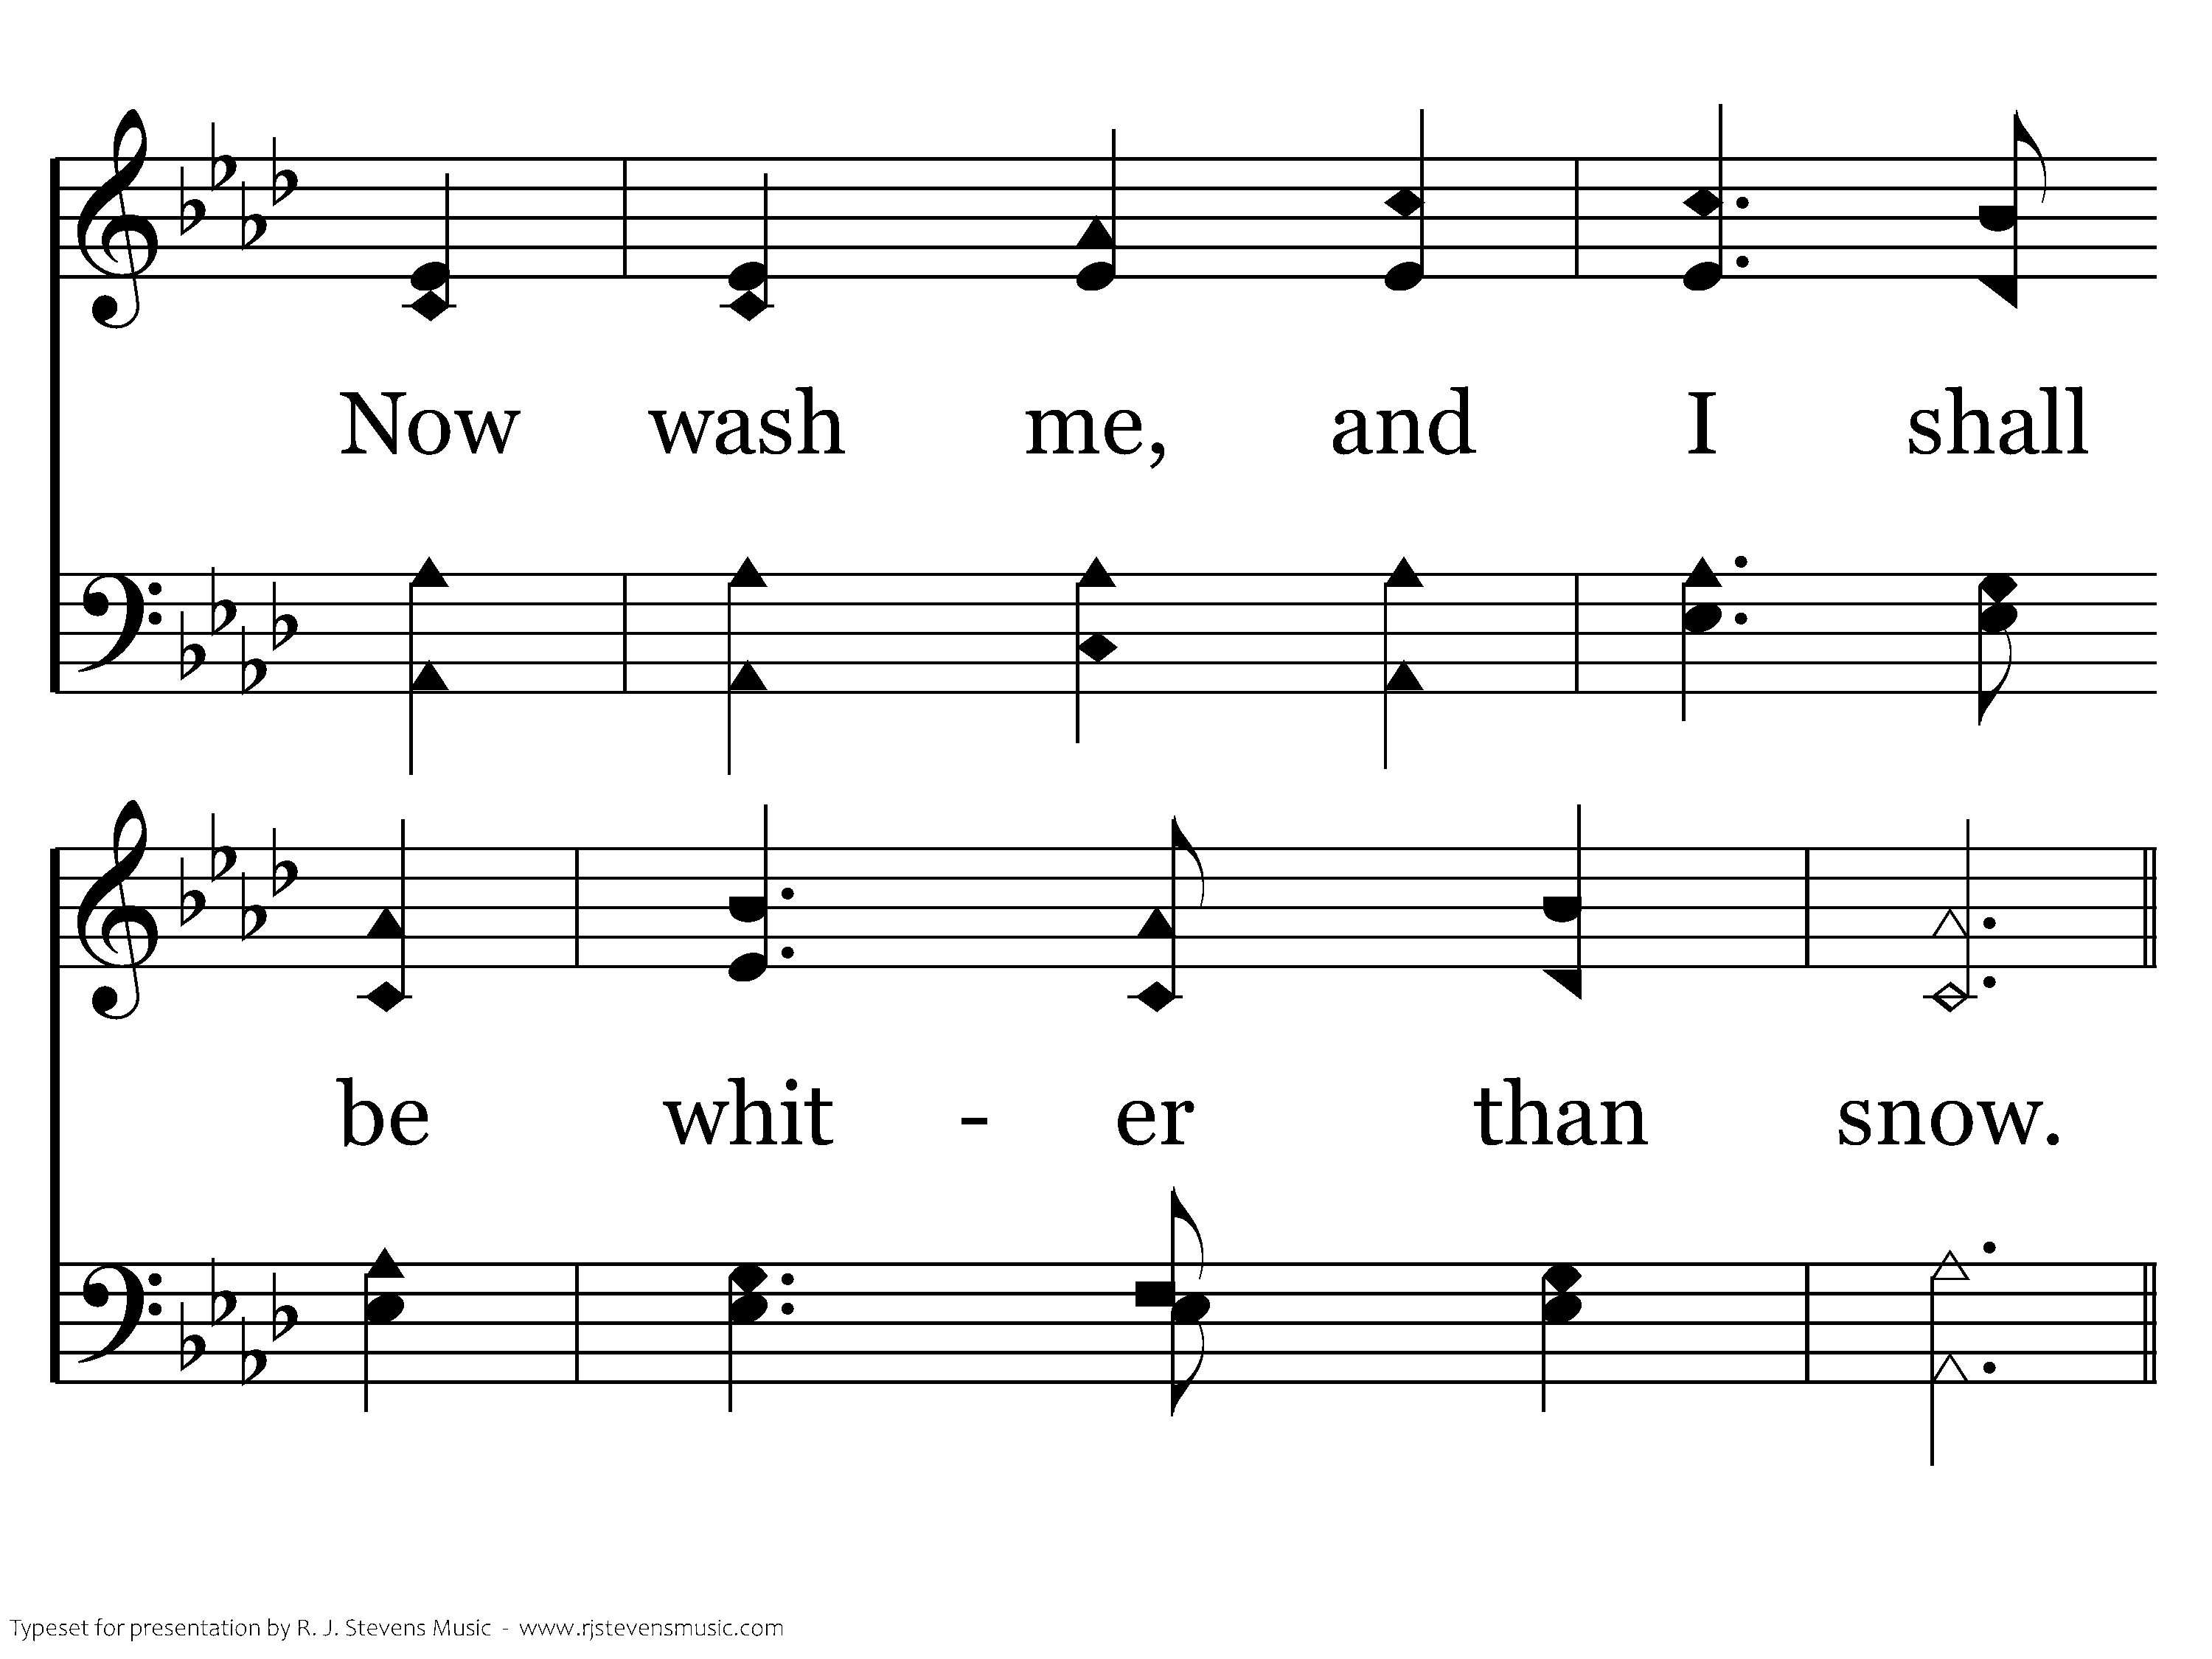 Now wash me, and I shall
be whit - er than snow.
Typeset for presentation by R. J. Stevens Music - www.rjstevensmusic.com